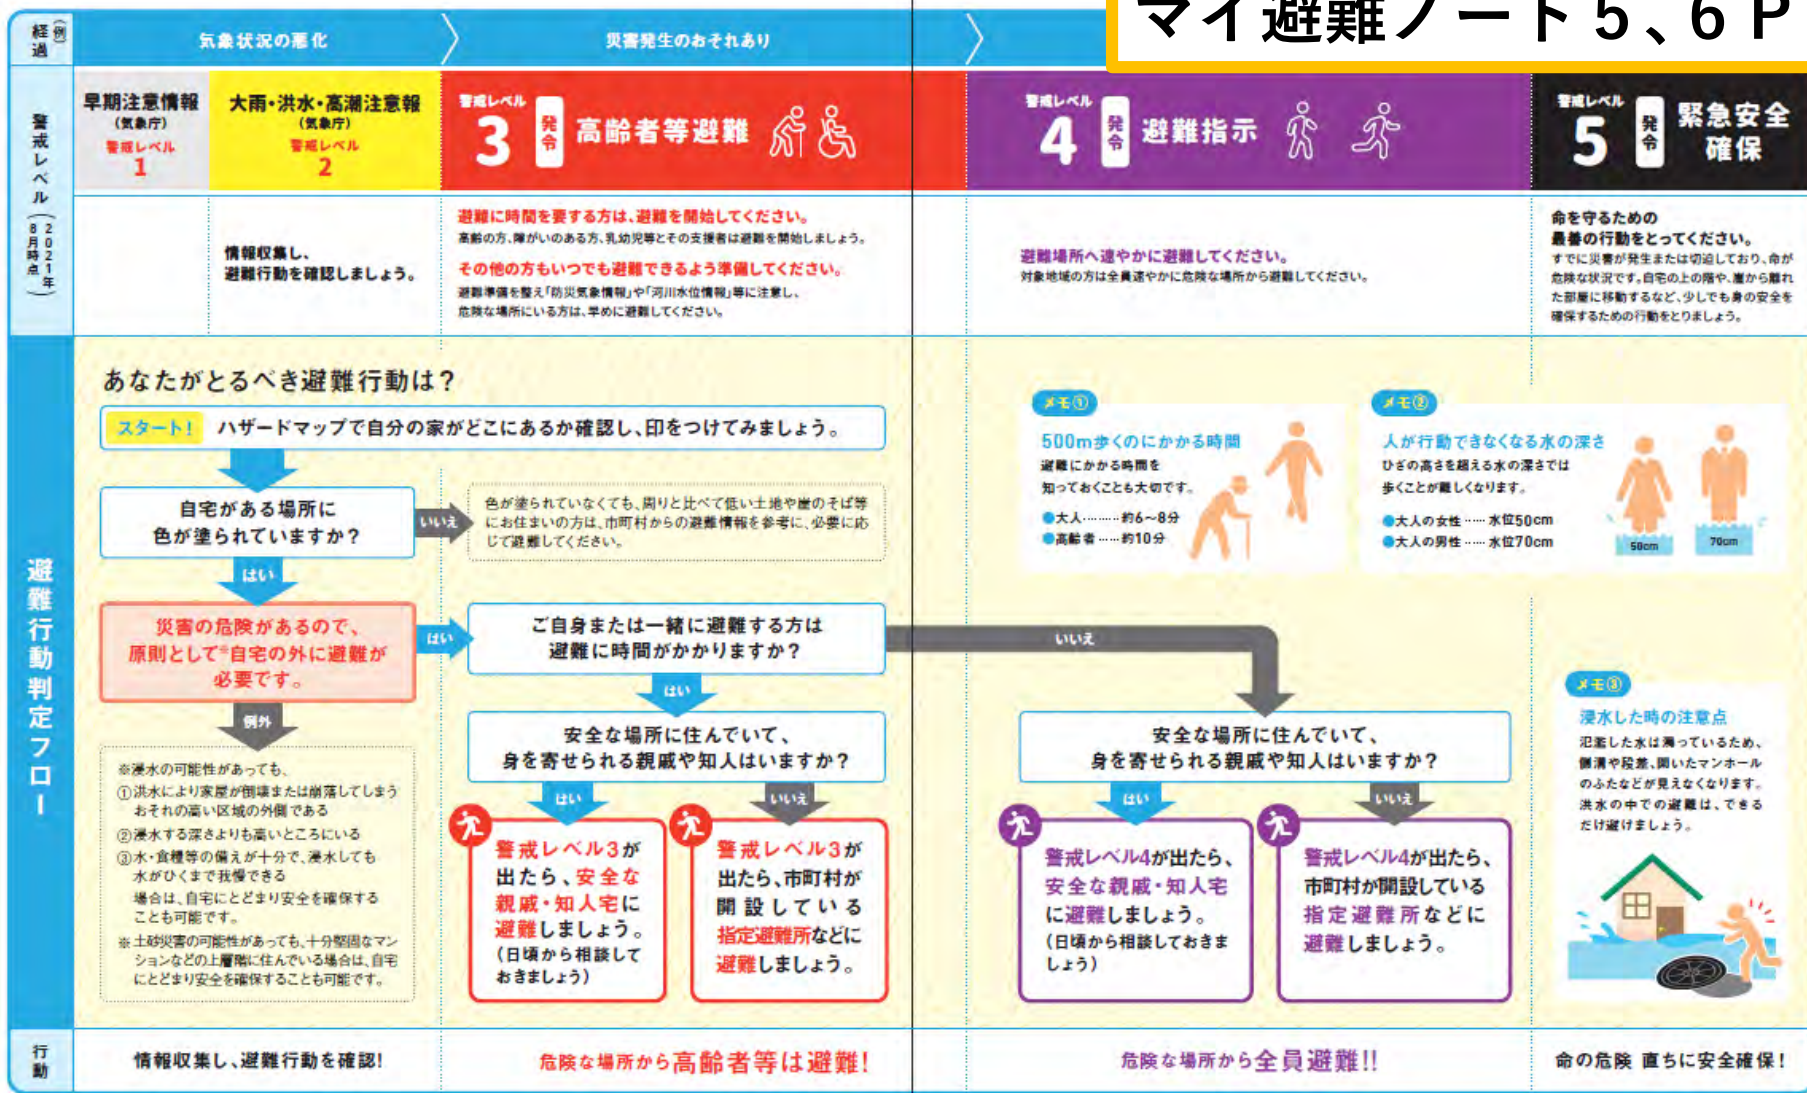 マイ避難ノート５、６Ｐ
経過（例）
気象状況の悪化
災害発生のおそれあり
警戒レベル（2021年8月時点）
早期注意情報
（気象庁）
警戒レベル
1
大雨・洪水・高潮注意報
（気象庁）
警戒レベル
2
警戒レベル
3
発令
高齢者等避難
警戒レベル
4
発令
避難指示
警戒レベル
5
発令
緊急安全
確保
情報収集し、
避難行動を確認しましょう。
避難に時間を要する方は、避難を開始してください。
高齢の方、障がいのある方、乳幼児等とその支援者は避難を開始しましょう。
その他の方もいつでも避難できるよう準備してください。
避難準備を整え「防災気象情報」や「河川水位情報」等に注意し、
危険な場所にいる方は、早めに避難してください。
避難場所へ速やかに避難してください。
対象地域の方は全員速やかに危険な場所から避難してください。
命を守るための
最善の行動をとってください。
すでに災害が発生または切迫しており、命が
危険な状況です。自宅の上の階や、崖から離れ
た部屋に移動するなど、少しでも身の安全を
確保するための行動をとりましょう。
避難行動判定フロー
あなたがとるべき避難行動は？
スタート！ ハザードマップで自分の家がどこにあるか確認し、印をつけてみましょう。
自宅がある場所に
色が塗られていますか？
いいえ
色が塗られていなくても、周りと比べて低い土地や崖のそば等
にお住まいの方は、市町村からの避難情報を参考に、必要に応
じて避難してください。
はい
災害の危険があるので、
原則として※自宅の外に避難が
必要です。
はい
ご自身または一緒に避難する方は
避難に時間がかかりますか？
いいえ
例外
※浸水の可能性があっても、
①洪水により家屋が倒壊または崩落してしまう
おそれの高い区域の外側である
②浸水する深さよりも高いところにいる
③水・食糧等の備えが十分で、浸水しても
水がひくまで我慢できる
場合は、自宅にとどまり安全を確保する
ことも可能です。
※土砂災害の可能性があっても、十分堅固なマン
ションなどの上層階に住んでいる場合は、自宅
にとどまり安全を確保することも可能です。
はい
安全な場所に住んでいて、
身を寄せられる親戚や知人はいますか？
はい
いいえ
警戒レベル3が
出たら、安全な
親戚・知人宅に
避難しましょう。
（日頃から相談して
おきましょう）
警戒レベル3が
出たら、市町村が
開設している
指定避難所などに
避難しましょう。
メモ①
500m歩くのにかかる時間
避難にかかる時間を
知っておくことも大切です。
●大人………約6〜8分
●高齢者……約10分
メモ②
人が行動できなくなる水の深さ
ひざの高さを超える水の深さでは
歩くことが難しくなります。
●大人の女性……水位50cm
●大人の男性……水位70cm
50cm
70cm
安全な場所に住んでいて、
身を寄せられる親戚や知人はいますか？
はい
いいえ
警戒レベル4が出たら、
安全な親戚・知人宅
に避難しましょう。
（日頃から相談しておきま
しょう）
警戒レベル4が出たら、
市町村が開設している
指定避難所などに
避難しましょう。
メモ③
浸水した時の注意点
氾濫した水は濁っているため、
側溝や段差、開いたマンホール
のふたなどが見えなくなります。
洪水の中での避難は、できる
だけ避けましょう。
行動
情報収集し、避難行動を確認！
危険な場所から高齢者等は避難！
危険な場所から全員避難！！
命の危険 直ちに安全確保！